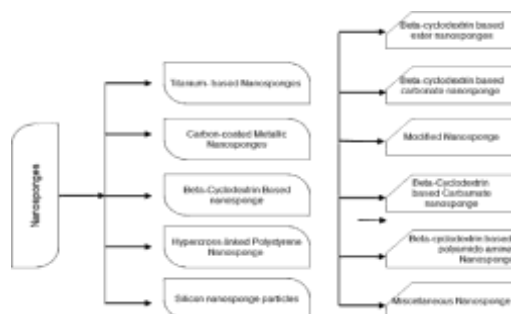 Nanosponges
Titanium- based Nanosponges
Carbon-coated Metallic
Nanosponges
Beta-Cyclodextrin Based
nanosponge
Hypercross-linked Polystyrene
Nanosponge
Silicon nanosponge particles
Beta-cyclodextrin based
ester nanosponges
Beta-cyclodextrin based
carbonate nanosponge
Modified Nanosponge
Beta-Cyclodextrin
based Carbamate
nanosponge
Beta-cyclodextrin based
polyamido amine
Nanosponge
Miscellaneous Nanosponge